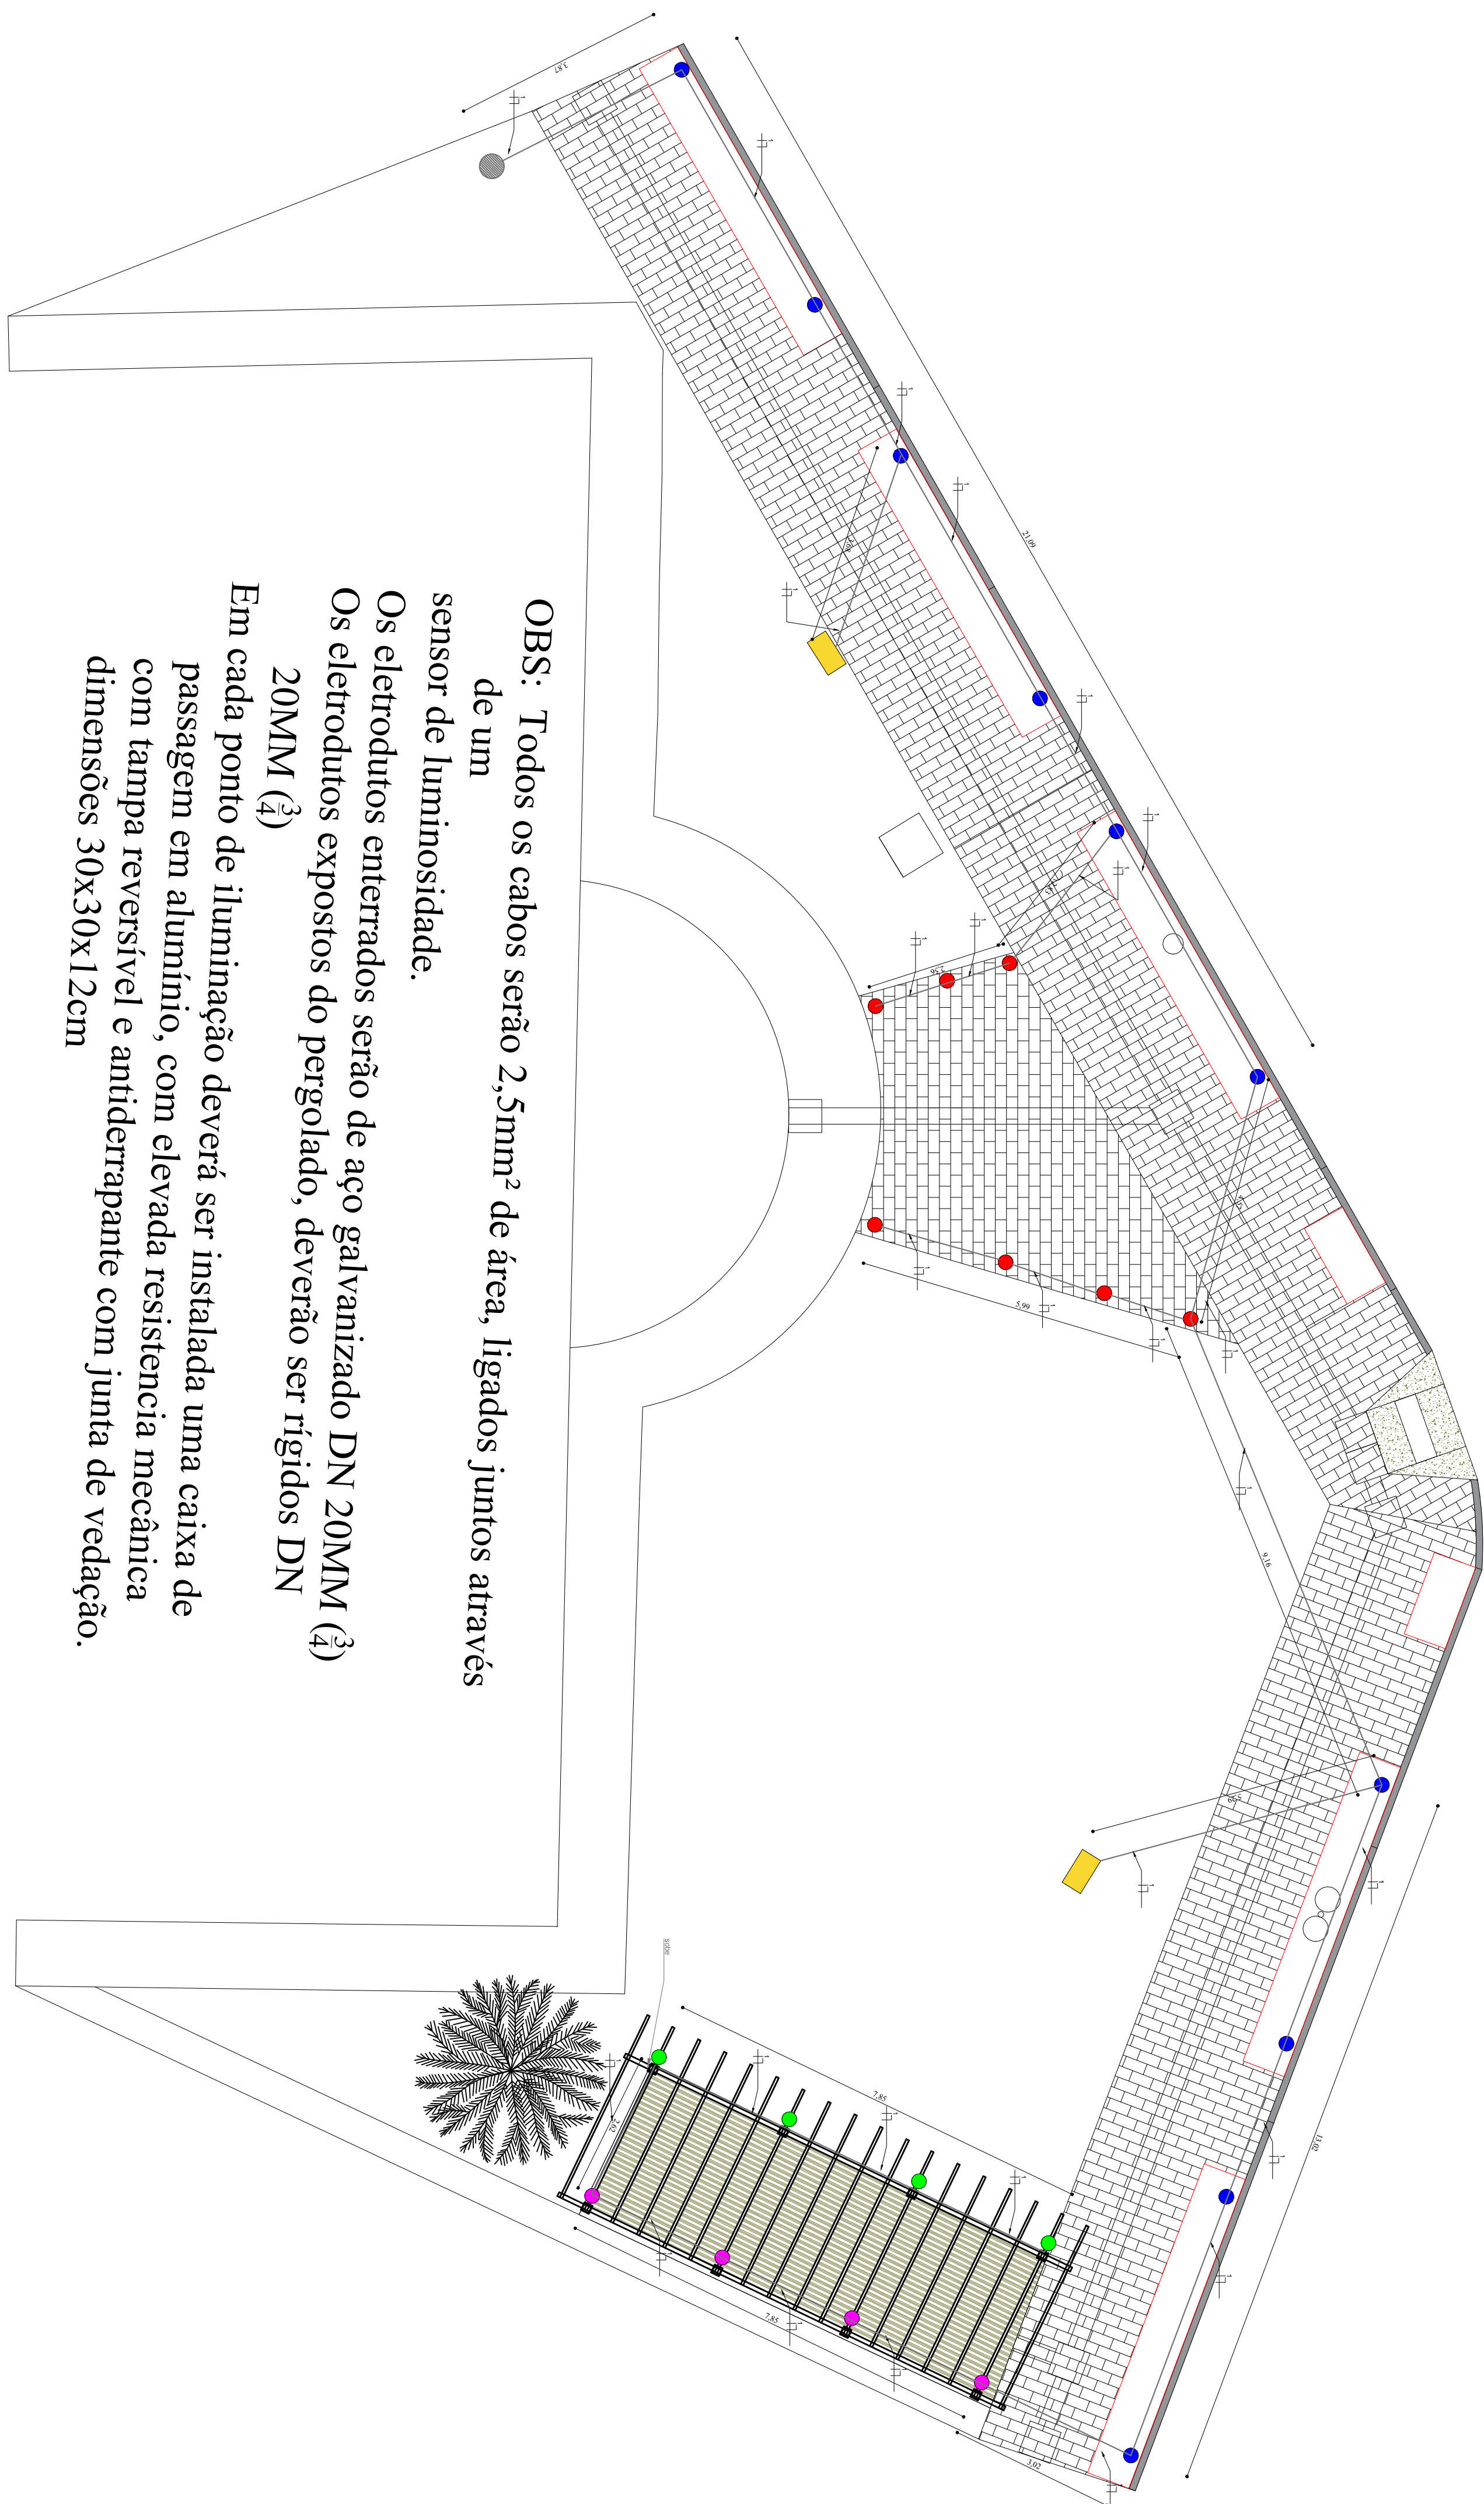 OBS: Todos os cabos serão 2,5mm² de área, ligados juntos através
de um
sensor de luminosidade.
Os eletrodutos enterrados serão de aço galvanizado DN 20MM (3/4)
Os eletrodutos expostos do pergolado, deverão ser rígidos DN
20MM (3/4)
Em cada ponto de iluminação deverá ser instalada uma caixa de
passagem em alumínio, com elevada resistencia mecânica
com tampa reversível e antiderrapante com junta de vedação.
dimensões 30x30x12cm
3,87
21,09
5,99
9,16
13,02
7,85
7,85
3,02
sobe